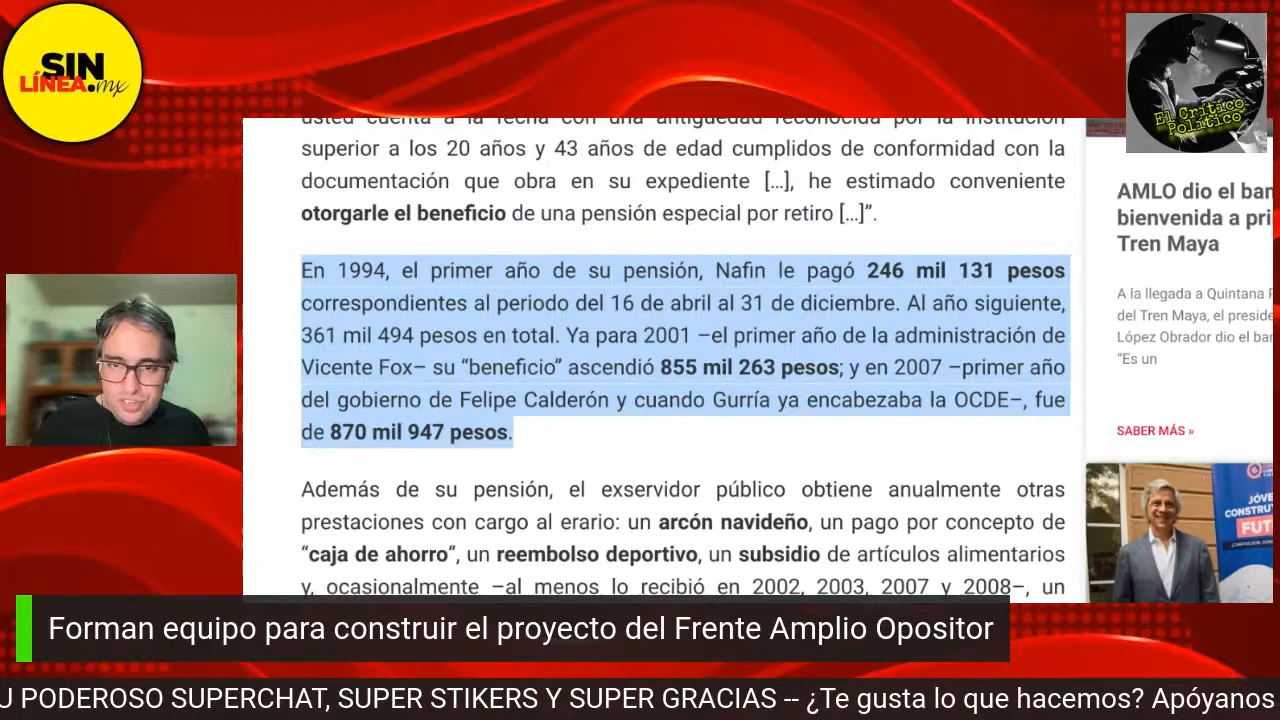 SIN
LÍNEA.mx
El Crítico
Político
usted cuenta a la fecha con una antigüedad reconocida por la institución
superior a los 20 años y 43 años de edad cumplidos de conformidad con la
documentación que obra en su expediente […], he estimado conveniente
otorgarle el beneficio de una pensión especial por retiro […]”.
En 1994, el primer año de su pensión, Nafin le pagó 246 mil 131 pesos
correspondientes al periodo del 16 de abril al 31 de diciembre. Al año siguiente,
361 mil 494 pesos en total. Ya para 2001 –el primer año de la administración de
Vicente Fox– su “beneficio” ascendió 855 mil 263 pesos; y en 2007 –primer año
del gobierno de Felipe Calderón y cuando Gurría ya encabezaba la OCDE–, fue
de 870 mil 947 pesos.
Además de su pensión, el exservidor público obtiene anualmente otras
prestaciones con cargo al erario: un arcón navideño, un pago por concepto de
“caja de ahorro”, un reembolso deportivo, un subsidio de artículos alimentarios
y, ocasionalmente –al menos lo recibió en 2002, 2003, 2007 y 2008–, un
AMLO dio el ban
bienvenida a pri
Tren Maya
A la llegada a Quintana R
del Tren Maya, el preside
López Obrador dio el bar
“Es un
SABER MÁS »
JÓVE
CONSTRUY
FUT
Forman equipo para construir el proyecto del Frente Amplio Opositor
U PODEROSO SUPERCHAT, SUPER STIKERS Y SUPER GRACIAS -- ¿Te gusta lo que hacemos? Apóyanos